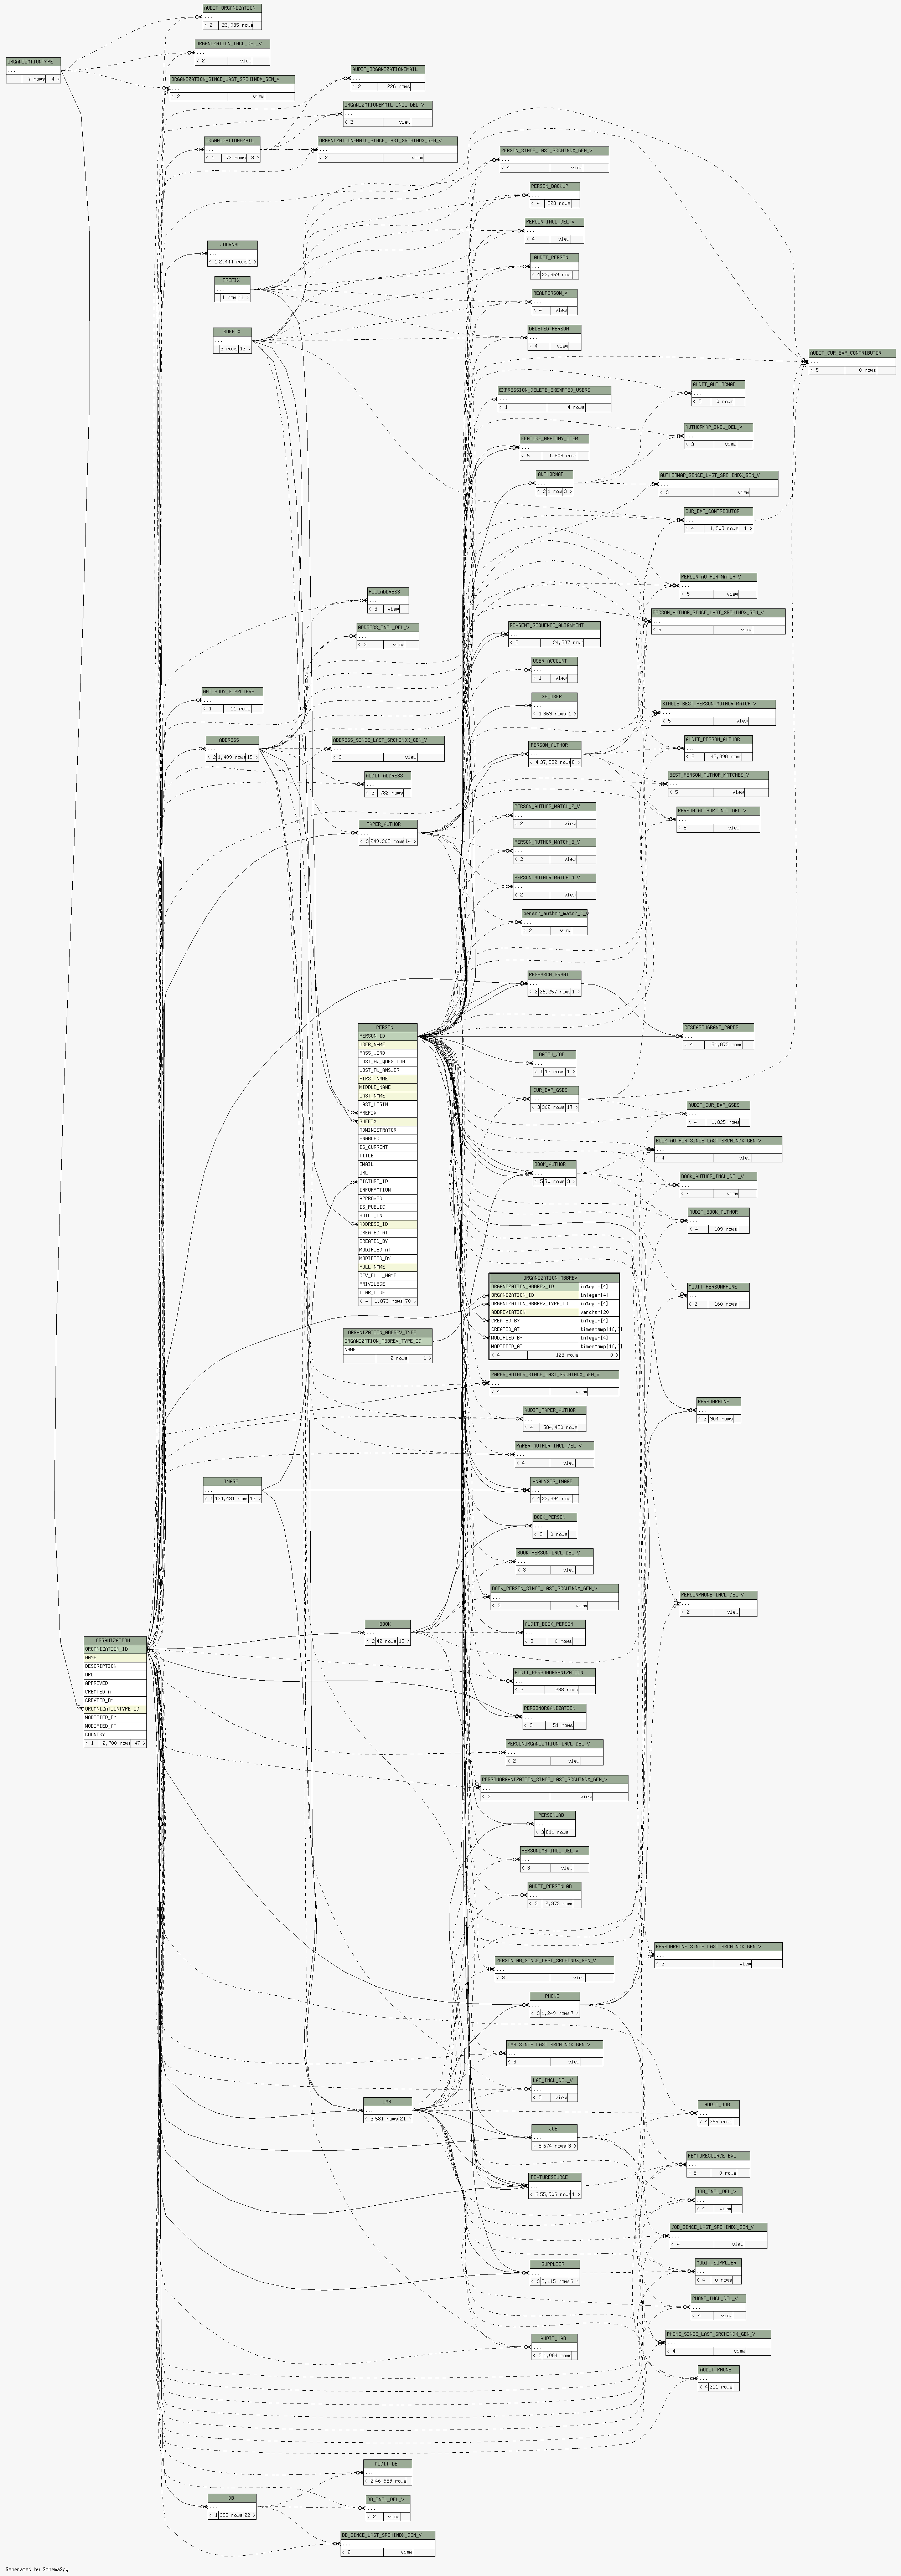 AUDIT_ORGANIZATION
...
< 2 23,035 rows
ORGANIZATION_INCL_DEL_V
...
< 2 view
ORGANIZATIONTYPE
...
7 rows 4 >
ORGANIZATION_SINCE_LAST_SRCHINDX_GEN_V
...
< 2 view
AUDIT_ORGANIZATIONEMAIL
...
< 2 226 rows
ORGANIZATIONEMAIL_INCL_DEL_V
...
< 2 view
ORGANIZATIONEMAIL
...
< 1 73 rows 3 >
ORGANIZATIONEMAIL_SINCE_LAST_SRCHINDX_GEN_V
...
< 2 view
PERSON_SINCE_LAST_SRCHINDX_GEN_V
...
< 4 view
PERSON_BACKUP
...
< 4 828 rows
PERSON_INCL_DEL_V
...
< 4 view
JOURNAL
...
< 1 2,444 rows 1 >
AUDIT_PERSON
...
< 4 22,969 rows
PREFIX
...
1 row 11 >
REALPERSON_V
...
< 4 view
SUFFIX
...
3 rows 13 >
DELETED_PERSON
...
< 4 view
AUDIT_CUR_EXP_CONTRIBUTOR
...
< 5 0 rows
EXPRESSION_DELETE_EXEMPTED_USERS
...
< 1 4 rows
AUDIT_AUTHORMAP
...
< 3 0 rows
FEATURE_ANATOMY_ITEM
...
< 5 1,808 rows
AUTHORMAP_INCL_DEL_V
...
< 3 view
AUTHORMAP
...
< 2 1 row 3 >
AUTHORMAP_SINCE_LAST_SRCHINDX_GEN_V
...
< 3 view
CUR_EXP_CONTRIBUTOR
...
< 4 1,309 rows 1 >
PERSON_AUTHOR_MATCH_V
...
< 5 view
FULLADDRESS
...
< 3 view
PERSON_AUTHOR_SINCE_LAST_SRCHINDX_GEN_V
...
< 5 view
ADDRESS_INCL_DEL_V
...
< 3 view
REAGENT_SEQUENCE_ALIGNMENT
...
< 5 24,597 rows
USER_ACCOUNT
...
< 1 view
ANTIBODY_SUPPLIERS
...
< 1 11 rows
XB_USER
...
< 1 369 rows 1 >
SINGLE_BEST_PERSON_AUTHOR_MATCH_V
...
< 5 view
ADDRESS
...
< 2 1,409 rows 15 >
ADDRESS_SINCE_LAST_SRCHINDX_GEN_V
...
< 3 view
PERSON_AUTHOR
...
< 4 37,532 rows 8 >
AUDIT_PERSON_AUTHOR
...
< 5 42,398 rows
AUDIT_ADDRESS
...
< 3 782 rows
BEST_PERSON_AUTHOR_MATCHES_V
...
< 5 view
PAPER_AUTHOR
...
< 3 249,205 rows 14 >
PERSON_AUTHOR_MATCH_2_V
...
< 2 view
PERSON_AUTHOR_INCL_DEL_V
...
< 5 view
PERSON_AUTHOR_MATCH_3_V
...
< 2 view
PERSON_AUTHOR_MATCH_4_V
...
< 2 view
person_author_match_1_v
...
< 2 view
RESEARCH_GRANT
...
< 3 26,257 rows 1 >
RESEARCHGRANT_PAPER
...
< 4 51,873 rows
PERSON
PERSON_ID
USER_NAME
PASS_WORD
LOST_PW_QUESTION
LOST_PW_ANSWER
FIRST_NAME
MIDDLE_NAME
LAST_NAME
LAST_LOGIN
PREFIX
SUFFIX
ADMINISTRATOR
ENABLED
IS_CURRENT
TITLE
EMAIL
URL
PICTURE_ID
INFORMATION
APPROVED
IS_PUBLIC
BUILT_IN
ADDRESS_ID
CREATED_AT
CREATED_BY
MODIFIED_AT
MODIFIED_BY
FULL_NAME
REV_FULL_NAME
PRIVILEGE
ILAR_CODE
< 4 1,873 rows 70 >
BATCH_JOB
...
< 1 12 rows 1 >
CUR_EXP_GSES
...
< 3 302 rows 17 >
AUDIT_CUR_EXP_GSES
...
< 4 1,825 rows
BOOK_AUTHOR_SINCE_LAST_SRCHINDX_GEN_V
...
< 4 view
BOOK_AUTHOR
...
< 5 70 rows 3 >
BOOK_AUTHOR_INCL_DEL_V
...
< 4 view
AUDIT_BOOK_AUTHOR
...
< 4 109 rows
ORGANIZATION_ABBREV
ORGANIZATION_ABBREV_ID integer[4]
ORGANIZATION_ID integer[4]
ORGANIZATION_ABBREV_TYPE_ID integer[4]
ABBREVIATION varchar[20]
CREATED_BY integer[4]
CREATED_AT timestamp[16,6]
MODIFIED_BY integer[4]
MODIFIED_AT timestamp[16,6]
< 4 123 rows 0 >
AUDIT_PERSONPHONE
...
< 2 160 rows
ORGANIZATION_ABBREV_TYPE
ORGANIZATION_ABBREV_TYPE_ID
NAME
2 rows 1 >
PAPER_AUTHOR_SINCE_LAST_SRCHINDX_GEN_V
...
< 4 view
PERSONPHONE
...
< 2 904 rows
AUDIT_PAPER_AUTHOR
...
< 4 584,480 rows
PAPER_AUTHOR_INCL_DEL_V
...
< 4 view
IMAGE
...
< 1 124,431 rows 12 >
ANALYSIS_IMAGE
...
< 4 22,394 rows
BOOK_PERSON
...
< 3 0 rows
BOOK_PERSON_INCL_DEL_V
...
< 3 view
BOOK_PERSON_SINCE_LAST_SRCHINDX_GEN_V
...
< 3 view
PERSONPHONE_INCL_DEL_V
...
< 2 view
BOOK
...
< 2 42 rows 15 >
AUDIT_BOOK_PERSON
...
< 3 0 rows
ORGANIZATION
ORGANIZATION_ID
NAME
DESCRIPTION
URL
APPROVED
CREATED_AT
CREATED_BY
ORGANIZATIONTYPE_ID
MODIFIED_BY
MODIFIED_AT
COUNTRY
< 1 2,700 rows 47 >
AUDIT_PERSONORGANIZATION
...
< 2 288 rows
PERSONORGANIZATION
...
< 3 51 rows
PERSONORGANIZATION_INCL_DEL_V
...
< 2 view
PERSONORGANIZATION_SINCE_LAST_SRCHINDX_GEN_V
...
< 2 view
PERSONLAB
...
< 3 811 rows
PERSONLAB_INCL_DEL_V
...
< 3 view
AUDIT_PERSONLAB
...
< 3 2,373 rows
PERSONPHONE_SINCE_LAST_SRCHINDX_GEN_V
...
< 2 view
PERSONLAB_SINCE_LAST_SRCHINDX_GEN_V
...
< 3 view
PHONE
...
< 3 1,249 rows 7 >
LAB_SINCE_LAST_SRCHINDX_GEN_V
...
< 3 view
LAB_INCL_DEL_V
...
< 3 view
LAB
...
< 3 581 rows 21 >
AUDIT_JOB
...
< 4 365 rows
JOB
...
< 5 674 rows 3 >
FEATURESOURCE_EXC
...
< 5 0 rows
FEATURESOURCE
...
< 6 55,906 rows 1 >
JOB_INCL_DEL_V
...
< 4 view
JOB_SINCE_LAST_SRCHINDX_GEN_V
...
< 4 view
SUPPLIER
...
< 3 5,115 rows 6 >
AUDIT_SUPPLIER
...
< 4 0 rows
PHONE_INCL_DEL_V
...
< 4 view
PHONE_SINCE_LAST_SRCHINDX_GEN_V
...
< 4 view
AUDIT_LAB
...
< 3 1,084 rows
AUDIT_PHONE
...
< 4 311 rows
AUDIT_DB
...
< 2 46,989 rows
DB
...
< 1 395 rows 22 >
DB_INCL_DEL_V
...
< 2 view
DB_SINCE_LAST_SRCHINDX_GEN_V
...
< 2 view
Generated by SchemaSpy